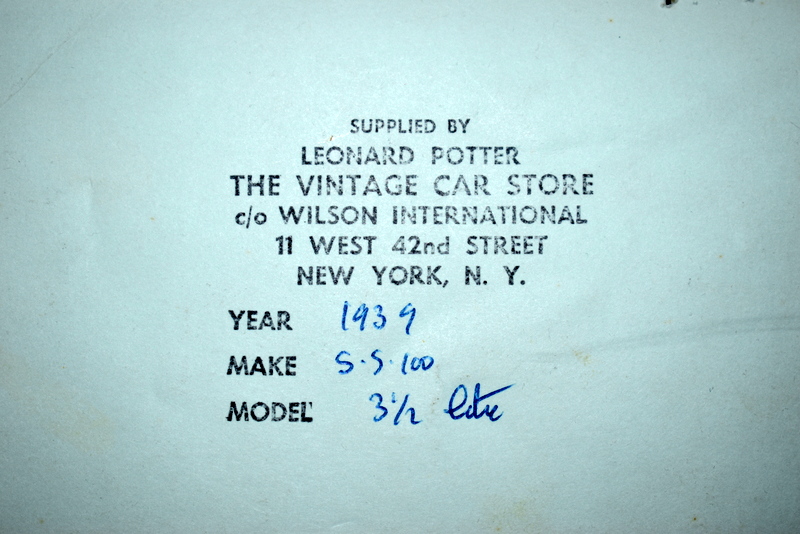 SUPPLIED BY
LEONARD POTTER
THE VINTAGE CAR STORE
c/o WILSON INTERNATIONAL
11 WEST 42nd STREET
NEW YORK, N. Y.
YEAR 1939
MAKE S.S.100
MODEL 3½ litre